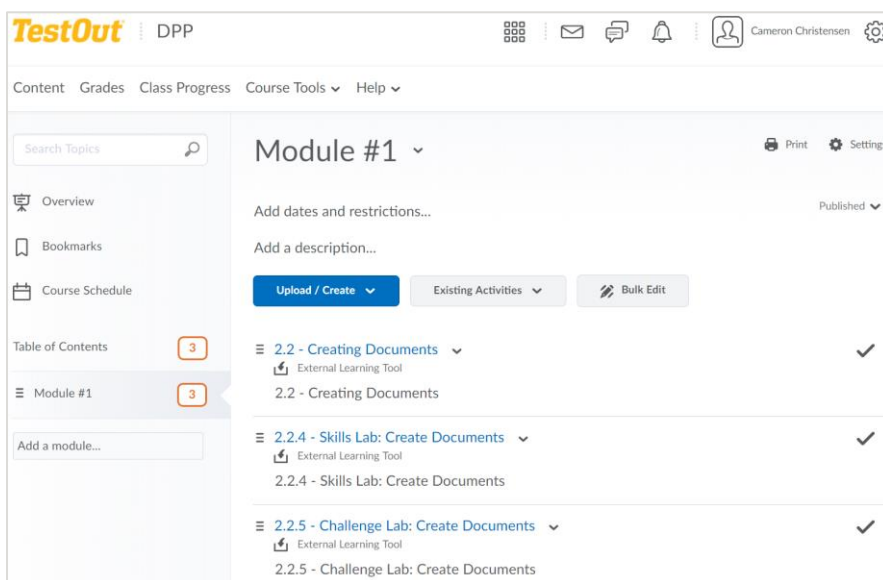 TestOut DPP Cameron Christensen
Content Grades Class Progress Course Tools Help
Search Topics
Overview
Bookmarks
Course Schedule
Table of Contents 3
Module #1 3
Add a module...
Module #1
Print Setting
Add dates and restrictions...
Published
Add a description...
Upload / Create Existing Activities Bulk Edit
2.2 - Creating Documents
External Learning Tool
2.2 - Creating Documents
2.2.4 - Skills Lab: Create Documents
External Learning Tool
2.2.4 - Skills Lab: Create Documents
2.2.5 - Challenge Lab: Create Documents
External Learning Tool
2.2.5 - Challenge Lab: Create Documents